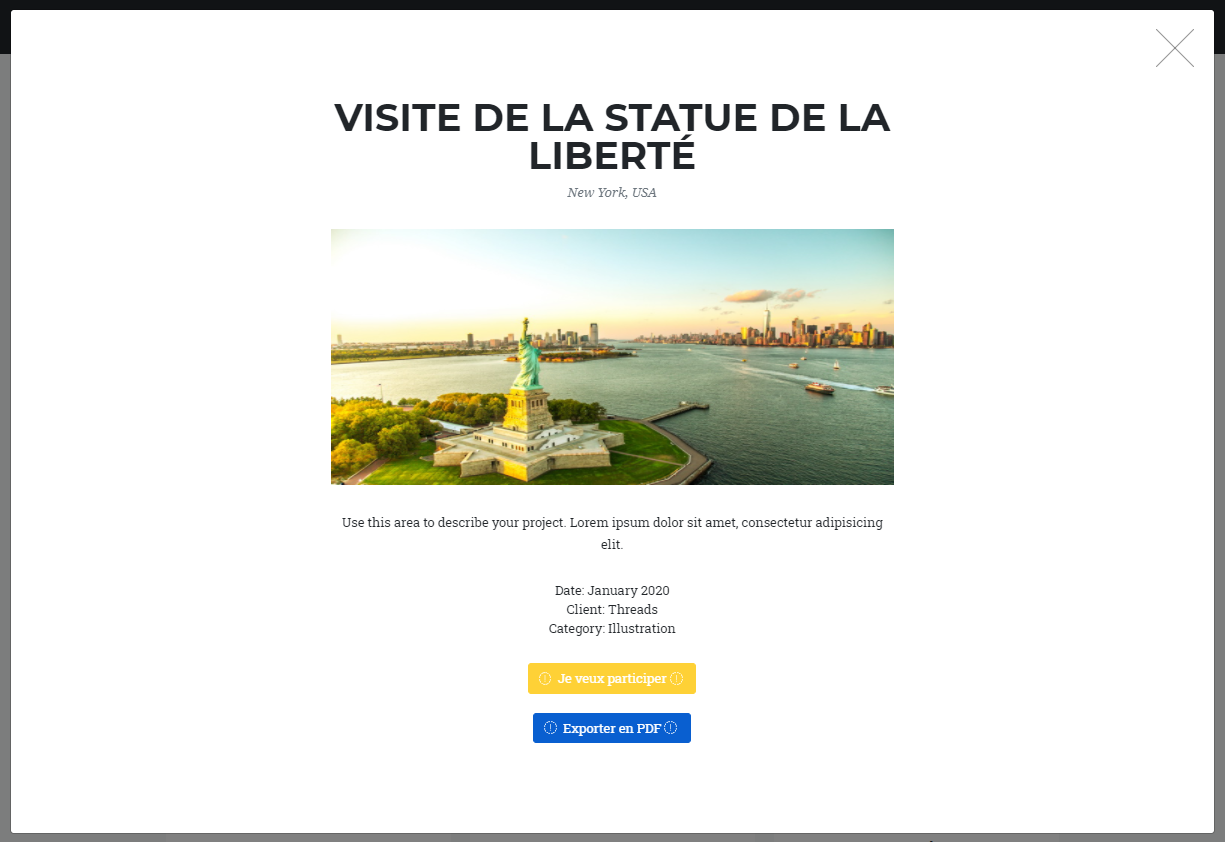 VISITE DE LA STATUE DE LA
LIBERTÉ
New York, USA
Use this area to describe your project. Lorem ipsum dolor sit amet, consectetur adipisicing
elit.
Date: January 2020
Client: Threads
Category: Illustration
Je veux participer
Exporter en PDF